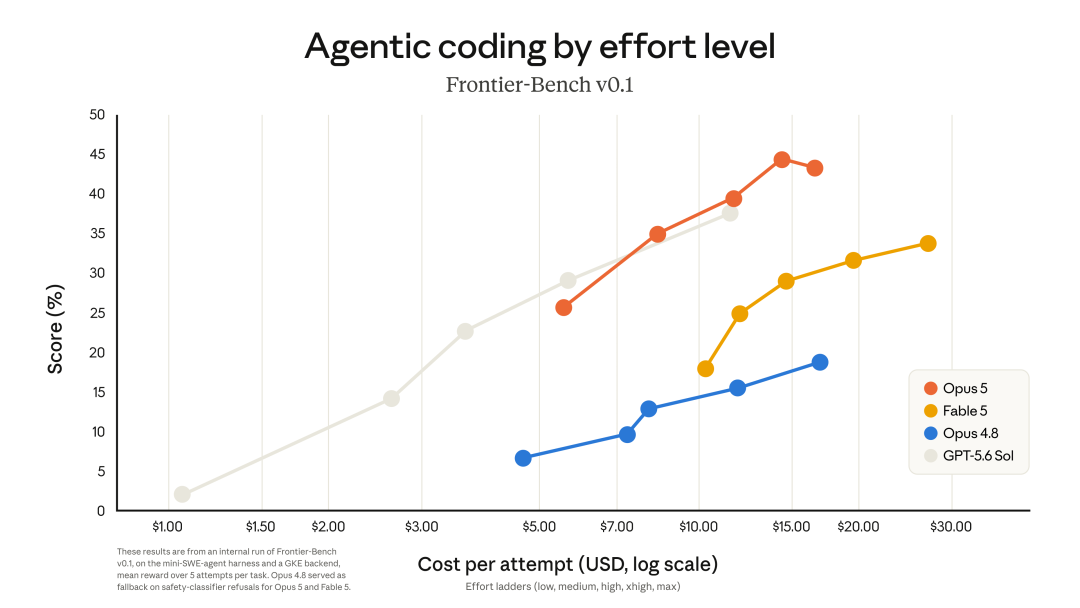 Agentic coding by effort level
Frontier-Bench v0.1
Score (%)
50
45
40
35
30
25
20
15
10
5
0
$1.00 $1.50 $2.00 $3.00 $5.00 $7.00 $10.00 $15.00 $20.00 $30.00
Opus 5
Fable 5
Opus 4.8
GPT-5.6 Sol
Cost per attempt (USD, log scale)
Effort ladders (low, medium, high, xhigh, max)
These results are from an internal run of Frontier-Bench
v0.1, on the mini-SWE-agent harness and a GKE backend,
mean reward over 5 attempts per task. Opus 4.8 served as
fallback on safety-classifier refusals for Opus 5 and Fable 5.